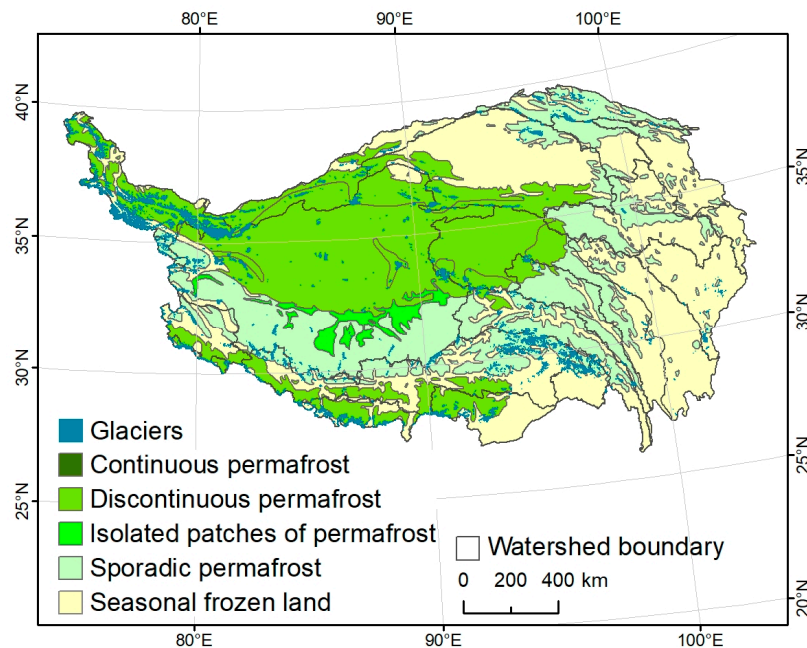 80°E 90°E 100°E
40°N
35°N
35°N
30°N
30°N
25°N
25°N
20°N
Glaciers
Continuous permafrost
Discontinuous permafrost
Isolated patches of permafrost
Sporadic permafrost
Seasonal frozen land
Watershed boundary
0 200 400 km
80°E 90°E 100°E